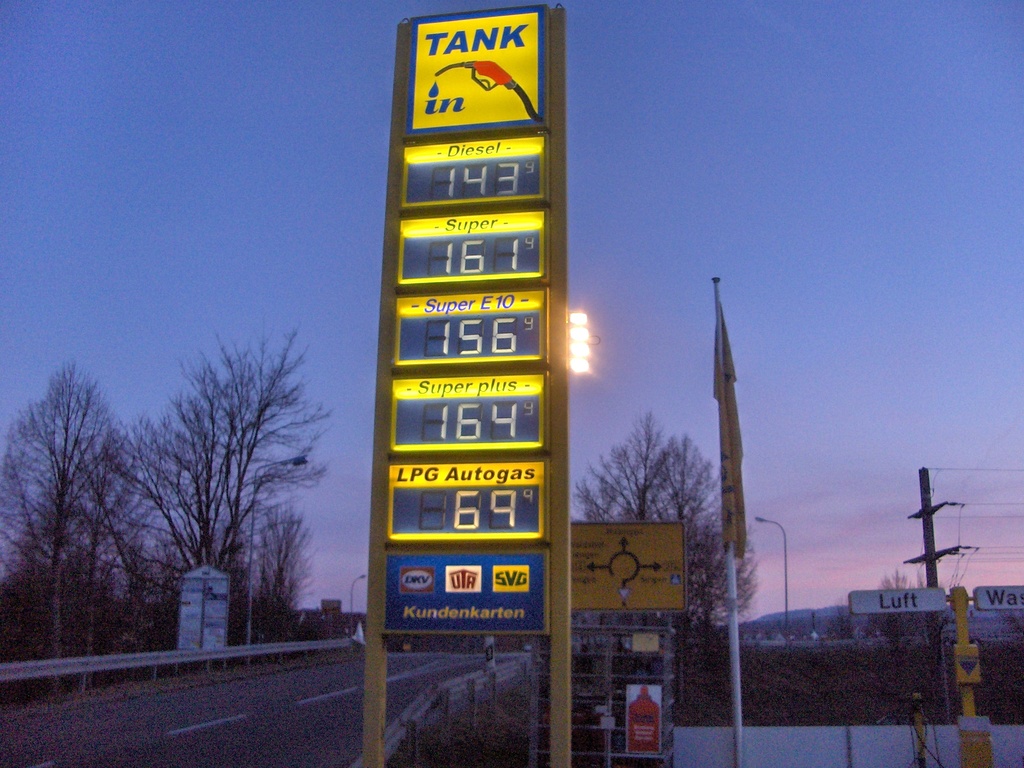 TANK
in
- Diesel -
143 9
- Super -
161 9
- Super E10 -
156 9
- Super plus -
164 9
LPG Autogas
69 9
DKV UTA SVG
Kundenkarten
Luft
Was